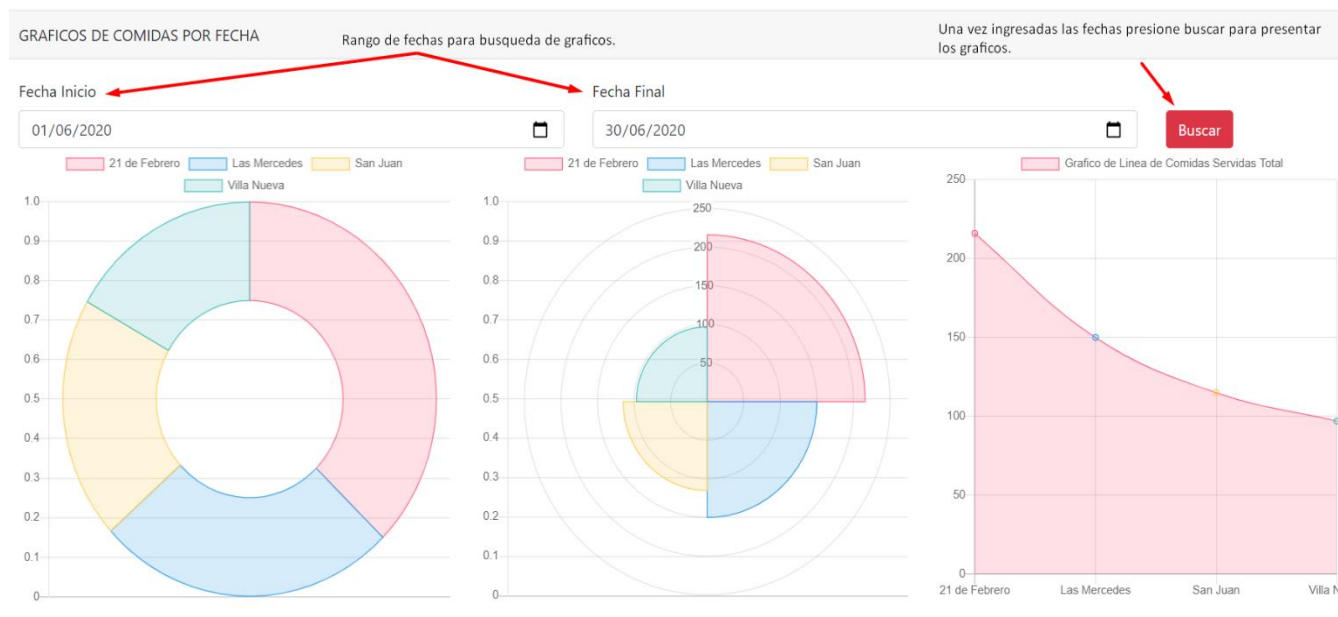 GRAFICOS DE COMIDAS POR FECHA
Rango de fechas para busqueda de graficos.
Una vez ingresadas las fechas presione buscar para presentar
los graficos.
Fecha Inicio
Fecha Final
01/06/2020
30/06/2020
Buscar
21 de Febrero
Las Mercedes
San Juan
Villa Nueva
1.0
0.9
0.8
0.7
0.6
0.5
0.4
0.3
0.2
0.1
0
21 de Febrero
Las Mercedes
San Juan
Villa Nueva
1.0
0.9
0.8
0.7
0.6
0.5
0.4
0.3
0.2
0.1
0
250
200
150
100
50
Grafico de Linea de Comidas Servidas Total
250
200
150
100
50
0
21 de Febrero
Las Mercedes
San Juan
Villa N